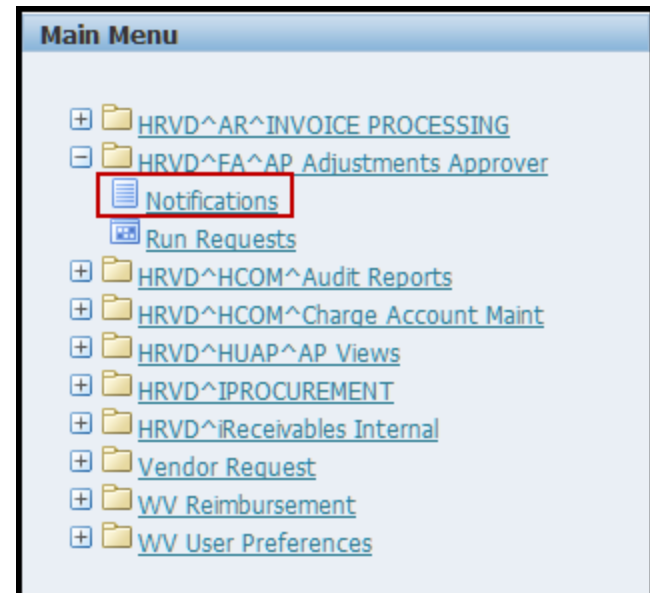 Main Menu
HRVD^AR^INVOICE PROCESSING
HRVD^FA^AP Adjustments Approver
Notifications
Run Requests
HRVD^HCOM^Audit Reports
HRVD^HCOM^Charge Account Maint
HRVD^HUAP^AP Views
HRVD^IPROCUREMENT
HRVD^iReceivables Internal
Vendor Request
WV Reimbursement
WV User Preferences